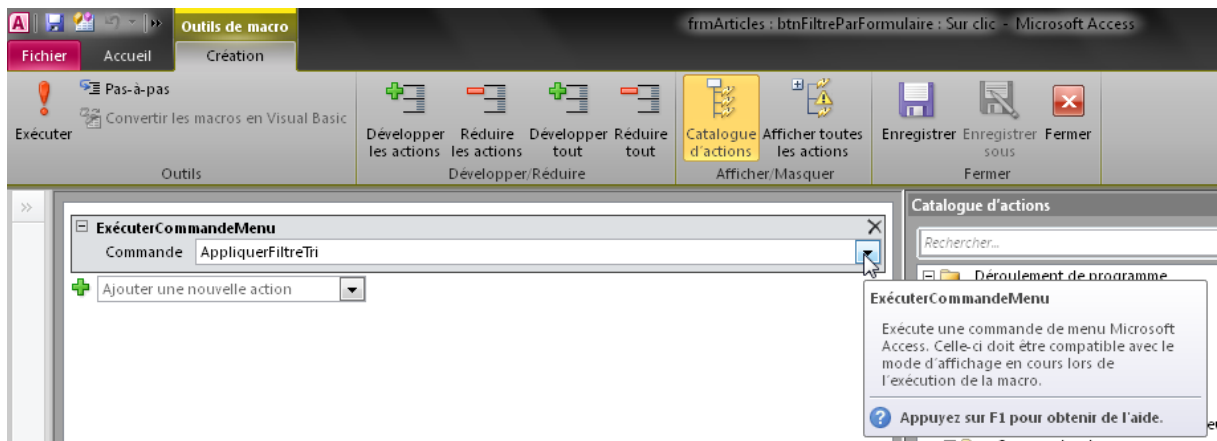 Outils de macro
frmArticles : btnFiltreParFormulaire : Sur clic - Microsoft Access
Fichier
Accueil
Création
Exécuter
Pas-à-pas
Convertir les macros en Visual Basic
Outils
Développer les actions
Réduire les actions
Développer tout
Réduire tout
Développer/Réduire
Catalogue d'actions
Afficher toutes les actions
Afficher/Masquer
Enregistrer
Enregistrer sous
Fermer
Fermer
ExécuterCommandeMenu
Commande AppliquerFiltreTri
Ajouter une nouvelle action
Catalogue d'actions
Rechercher...
Déroulement de programme
ExécuterCommandeMenu
Exécute une commande de menu Microsoft
Access. Celle-ci doit être compatible avec le
mode d'affichage en cours lors de
l'exécution de la macro.
Appuyez sur F1 pour obtenir de l'aide.